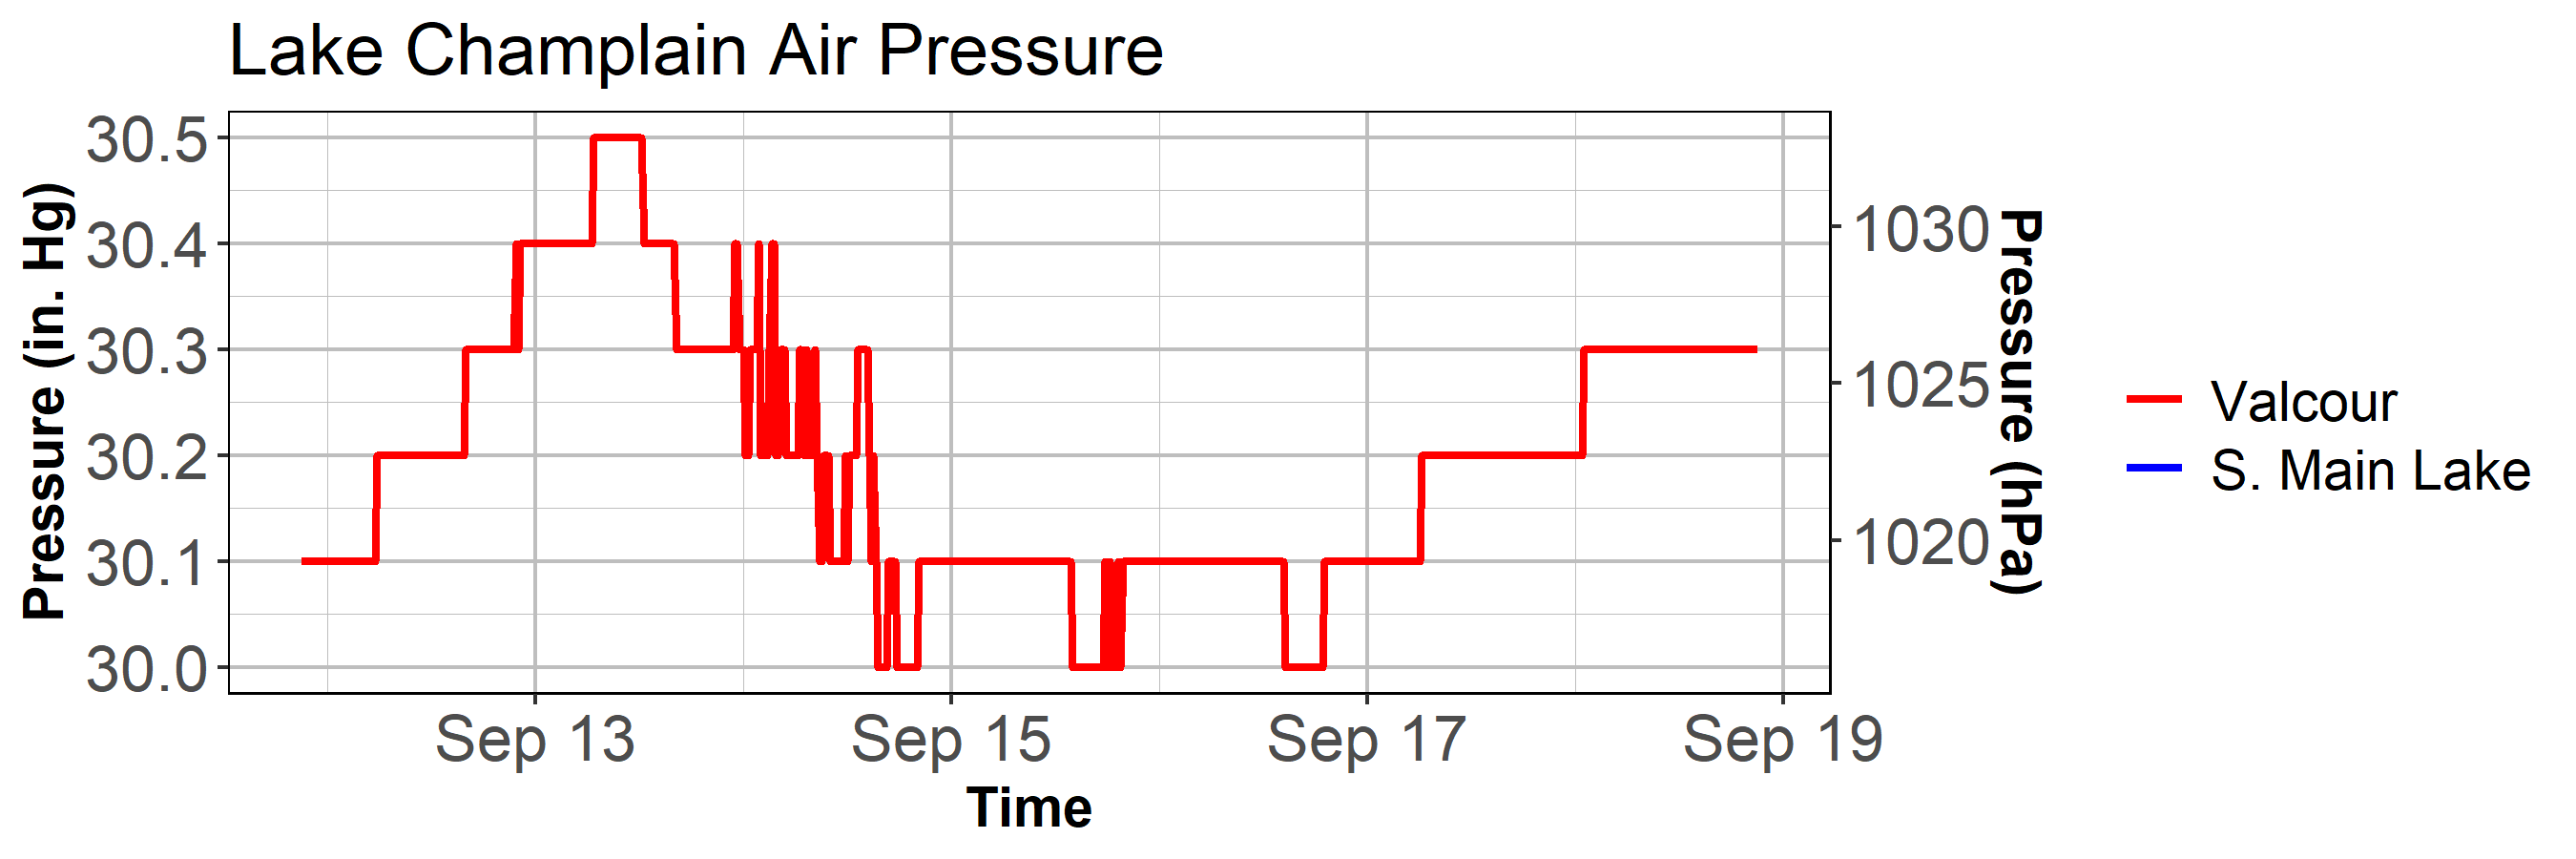 Lake Champlain Air Pressure
Pressure (in. Hg)
30.5
30.4
30.3
30.2
30.1
30.0
1030
1025
1020
Pressure (hPa)
Valcour
S. Main Lake
Sep 13 Sep 15 Sep 17 Sep 19
Time